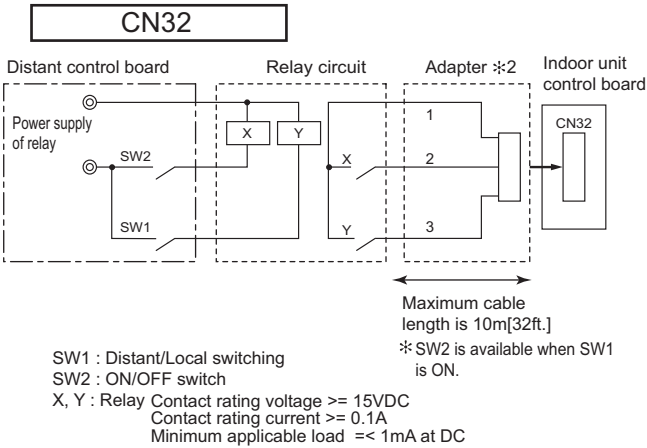 CN32
Distant control board
Relay circuit
Adapter ✻2
Indoor unit
control board
Power supply
of relay
SW2
SW1
X
Y
X
Y
1
2
3
CN32
Maximum cable
length is 10m[32ft.]
✻ SW2 is available when SW1
is ON.
SW1 : Distant/Local switching
SW2 : ON/OFF switch
X, Y : Relay Contact rating voltage >= 15VDC
Contact rating current >= 0.1A
Minimum applicable load =< 1mA at DC